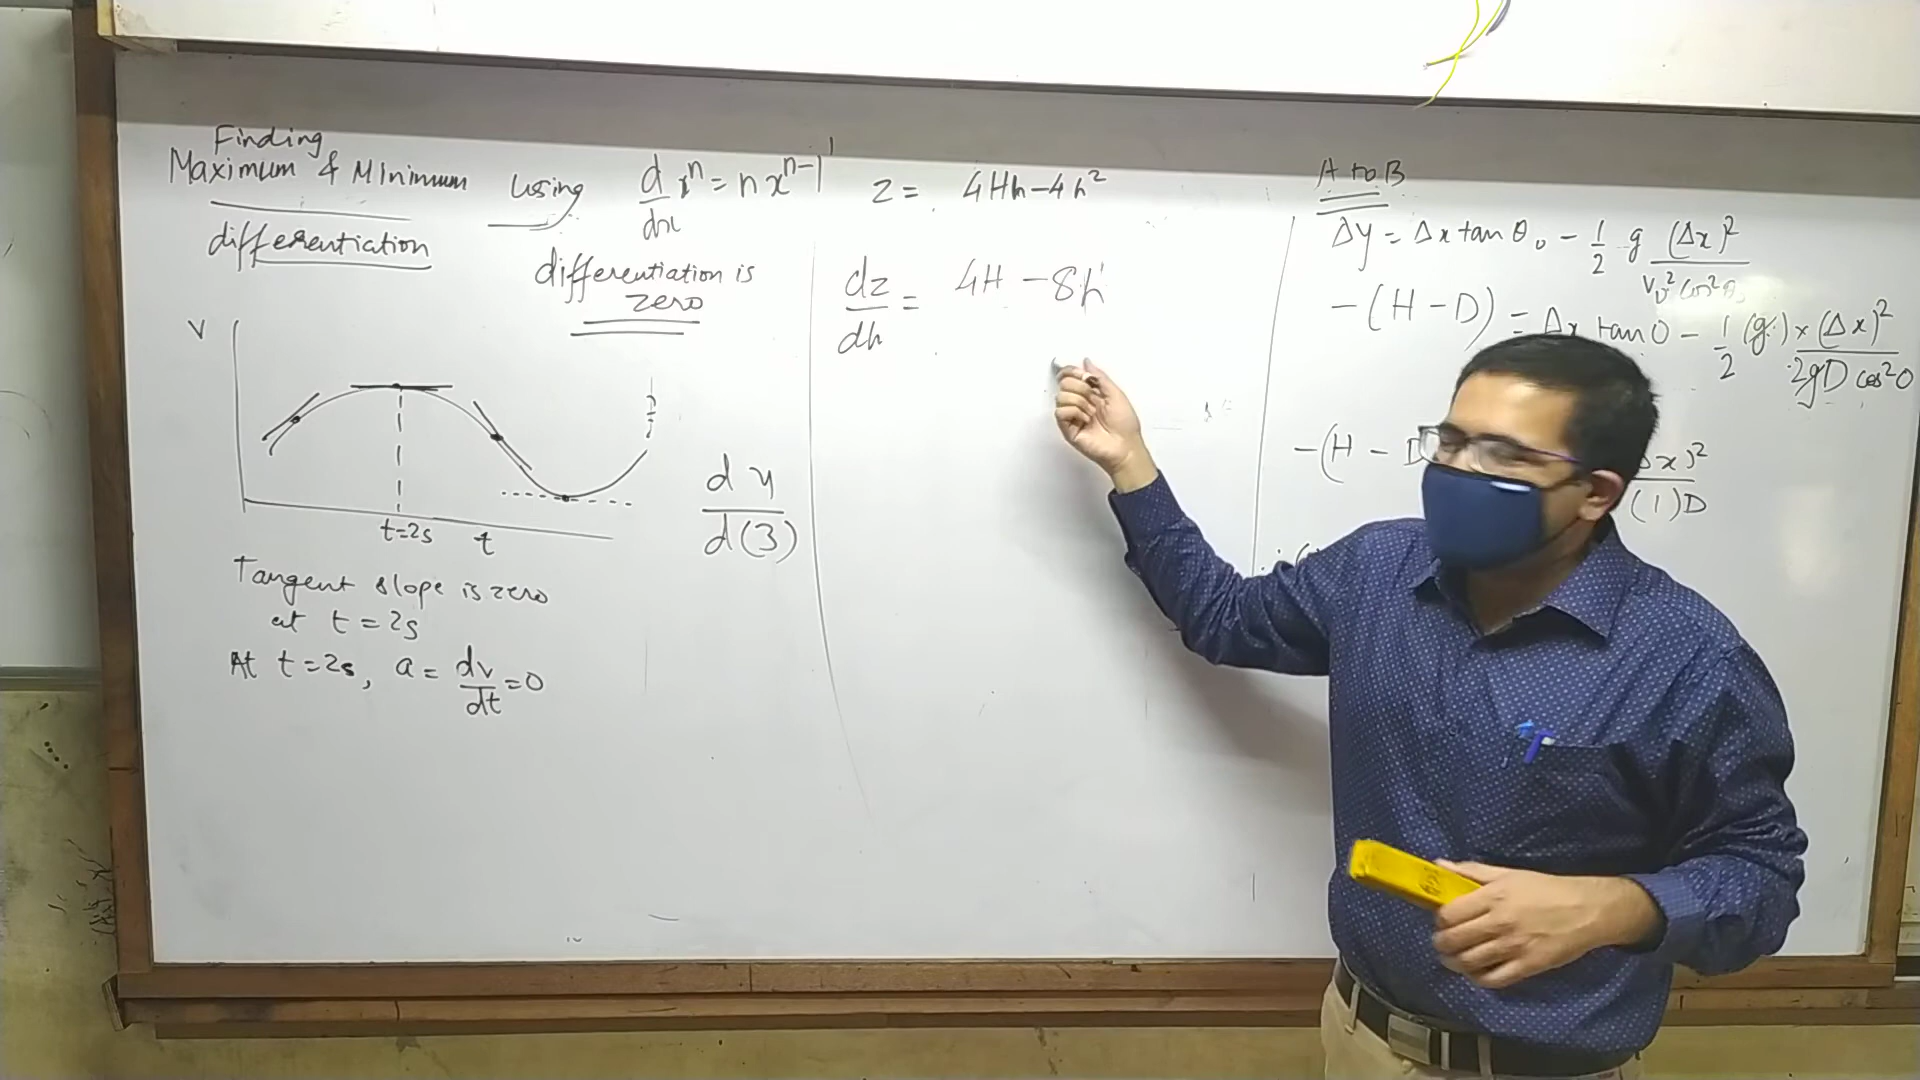 Finding
Maximum & Minimum
differentiation
using d/dx xⁿ = n xⁿ⁻¹
differentiation is
zero
V
t=2s t
dy/d(3)
Tangent slope is zero
at t = 2s
At t = 2s, a = dv/dt = 0
z = 4Hh - 4h²
dz/dh = 4H - 8h
A to B
Δy = Δx tan θ₀ - 1/2 g (Δx)²/v₀² cos²θ₀
-(H - D) = Δx tan θ - 1/2 (g) × (Δx)²/2gD cos²θ
-(H - D
x)²/(1)D